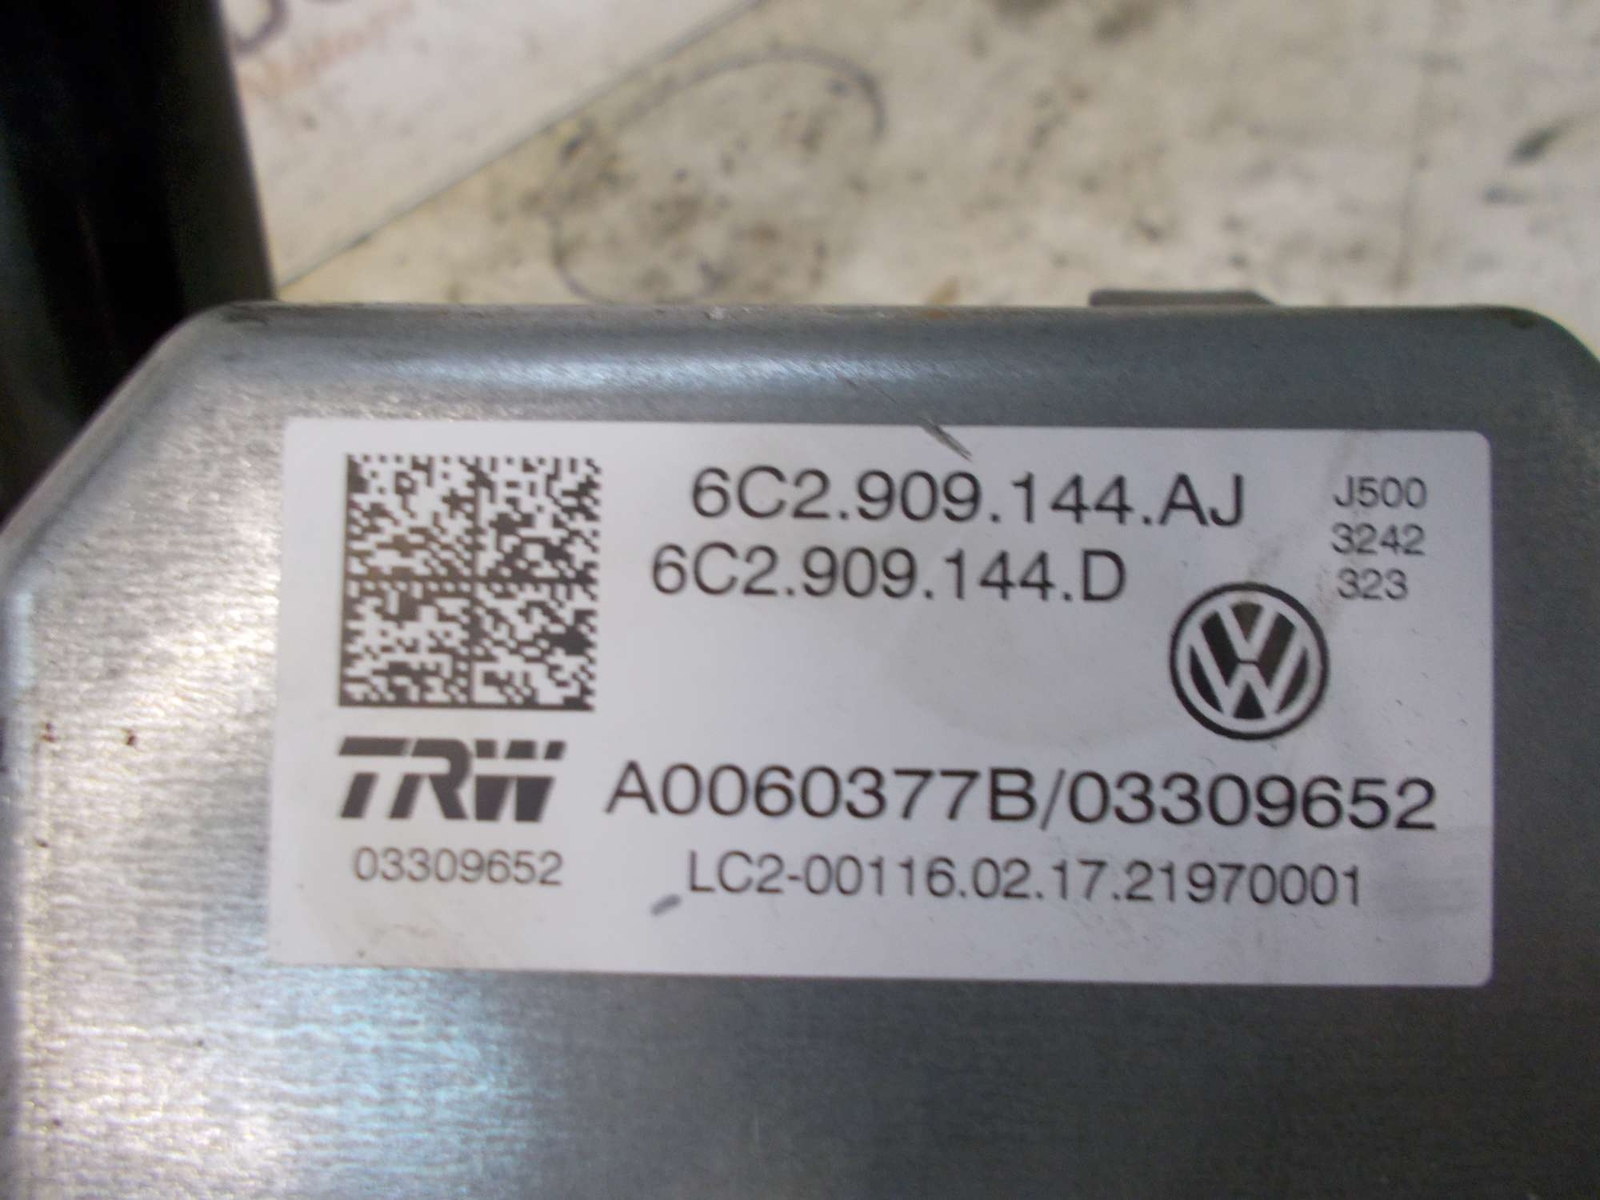 6C2.909.144.AJ
6C2.909.144.D
J500
3242
323
TRW
A0060377B/03309652
03309652
LC2-00116.02.17.21970001